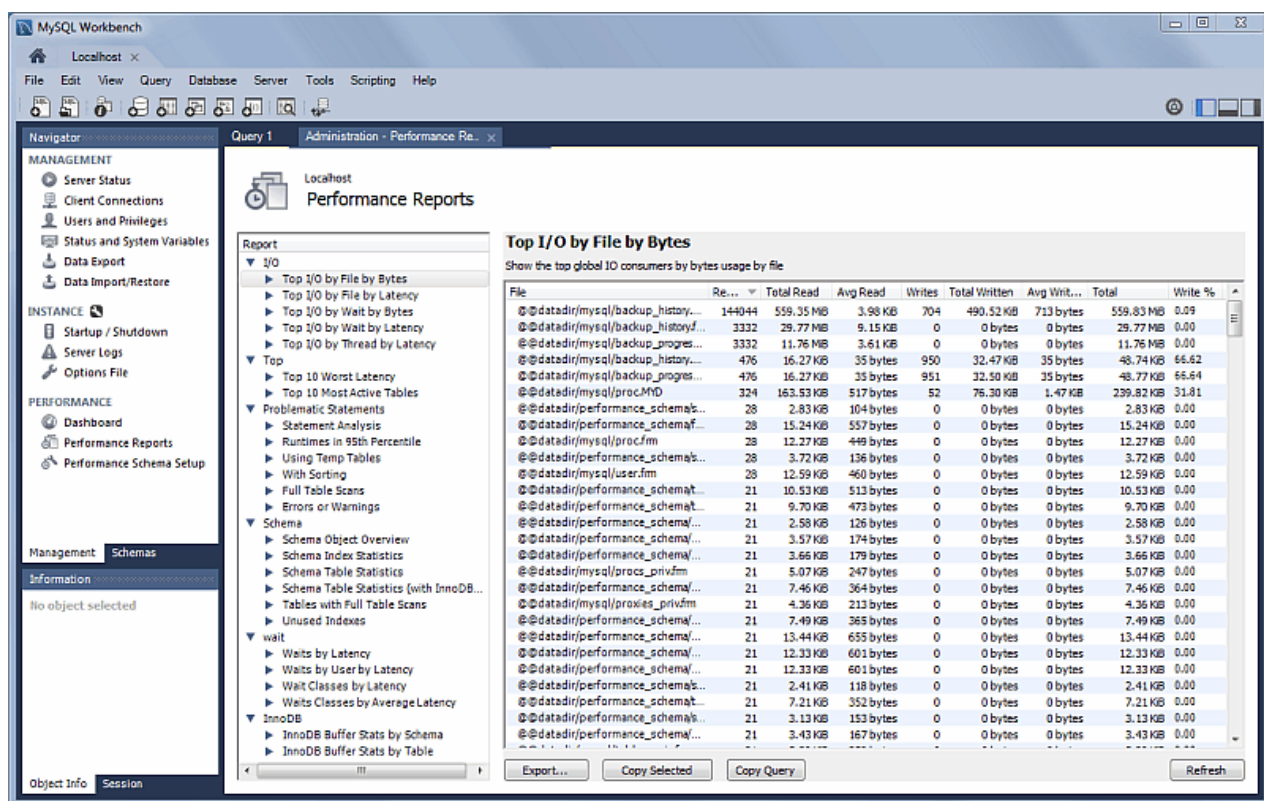 MySQL Workbench
Localhost ×
File Edit View Query Database Server Tools Scripting Help
Navigator
MANAGEMENT
Server Status
Client Connections
Users and Privileges
Status and System Variables
Data Export
Data Import/Restore
INSTANCE
Startup / Shutdown
Server Logs
Options File
PERFORMANCE
Dashboard
Performance Reports
Performance Schema Setup
Management Schemas
Information
No object selected
Object Info Session
Query 1 Administration - Performance Re.. ×
Localhost
Performance Reports
Report
I/O
Top I/O by File by Bytes
Top I/O by File by Latency
Top I/O by Wait by Bytes
Top I/O by Wait by Latency
Top I/O by Thread by Latency
Top
Top 10 Worst Latency
Top 10 Most Active Tables
Problematic Statements
Statement Analysis
Runtimes in 95th Percentile
Using Temp Tables
With Sorting
Full Table Scans
Errors or Warnings
Schema
Schema Object Overview
Schema Index Statistics
Schema Table Statistics
Schema Table Statistics (with InnoDB...
Tables with Full Table Scans
Unused Indexes
wait
Waits by Latency
Waits by User by Latency
Wait Classes by Latency
Waits Classes by Average Latency
InnoDB
InnoDB Buffer Stats by Schema
InnoDB Buffer Stats by Table
Top I/O by File by Bytes
Show the top global IO consumers by bytes usage by file
File Re... Total Read Avg Read Writes Total Written Avg Writ... Total Write %
@@datadir/mysql/backup_history.... 144044 559.35 MiB 3.98 KiB 704 490.52 KiB 713 bytes 559.83 MiB 0.09
@@datadir/mysql/backup_history.f... 3332 29.77 MiB 9.15 KiB 0 0 bytes 0 bytes 29.77 MiB 0.00
@@datadir/mysql/backup_progres... 3332 11.76 MiB 3.61 KiB 0 0 bytes 0 bytes 11.76 MiB 0.00
@@datadir/mysql/backup_history.... 476 16.27 KiB 35 bytes 950 32.47 KiB 35 bytes 48.74 KiB 66.62
@@datadir/mysql/backup_progres... 476 16.27 KiB 35 bytes 951 32.50 KiB 35 bytes 48.77 KiB 66.64
@@datadir/mysql/proc.MYD 324 163.53 KiB 517 bytes 52 76.30 KiB 1.47 KiB 239.82 KiB 31.81
@@datadir/performance_schema/s... 28 2.83 KiB 104 bytes 0 0 bytes 0 bytes 2.83 KiB 0.00
@@datadir/performance_schema/f... 28 15.24 KiB 557 bytes 0 0 bytes 0 bytes 15.24 KiB 0.00
@@datadir/mysql/proc.frm 28 12.27 KiB 449 bytes 0 0 bytes 0 bytes 12.27 KiB 0.00
@@datadir/performance_schema/s... 28 3.72 KiB 136 bytes 0 0 bytes 0 bytes 3.72 KiB 0.00
@@datadir/mysql/user.frm 28 12.59 KiB 460 bytes 0 0 bytes 0 bytes 12.59 KiB 0.00
@@datadir/performance_schema/t... 21 10.53 KiB 513 bytes 0 0 bytes 0 bytes 10.53 KiB 0.00
@@datadir/performance_schema/t... 21 9.70 KiB 473 bytes 0 0 bytes 0 bytes 9.70 KiB 0.00
@@datadir/performance_schema/... 21 2.58 KiB 126 bytes 0 0 bytes 0 bytes 2.58 KiB 0.00
@@datadir/performance_schema/... 21 3.57 KiB 174 bytes 0 0 bytes 0 bytes 3.57 KiB 0.00
@@datadir/performance_schema/... 21 3.66 KiB 179 bytes 0 0 bytes 0 bytes 3.66 KiB 0.00
@@datadir/mysql/procs_priv.frm 21 5.07 KiB 247 bytes 0 0 bytes 0 bytes 5.07 KiB 0.00
@@datadir/performance_schema/... 21 7.46 KiB 364 bytes 0 0 bytes 0 bytes 7.46 KiB 0.00
@@datadir/mysql/proxies_priv.frm 21 4.36 KiB 213 bytes 0 0 bytes 0 bytes 4.36 KiB 0.00
@@datadir/performance_schema/... 21 7.49 KiB 365 bytes 0 0 bytes 0 bytes 7.49 KiB 0.00
@@datadir/performance_schema/... 21 13.44 KiB 655 bytes 0 0 bytes 0 bytes 13.44 KiB 0.00
@@datadir/performance_schema/... 21 12.33 KiB 601 bytes 0 0 bytes 0 bytes 12.33 KiB 0.00
@@datadir/performance_schema/... 21 12.33 KiB 601 bytes 0 0 bytes 0 bytes 12.33 KiB 0.00
@@datadir/performance_schema/s... 21 2.41 KiB 118 bytes 0 0 bytes 0 bytes 2.41 KiB 0.00
@@datadir/performance_schema/t... 21 7.21 KiB 352 bytes 0 0 bytes 0 bytes 7.21 KiB 0.00
@@datadir/performance_schema/s... 21 3.13 KiB 153 bytes 0 0 bytes 0 bytes 3.13 KiB 0.00
@@datadir/performance_schema/... 21 3.43 KiB 167 bytes 0 0 bytes 0 bytes 3.43 KiB 0.00
Export... Copy Selected Copy Query Refresh